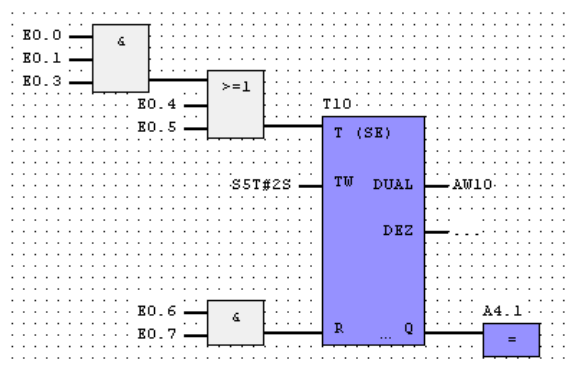 E0.0
&
E0.1
E0.3
>=1
E0.4
T10
E0.5
T (SE)
S5T#2S
TW DUAL
AW10
DEZ
...
E0.6
&
E0.7
R ... Q
A4.1
=